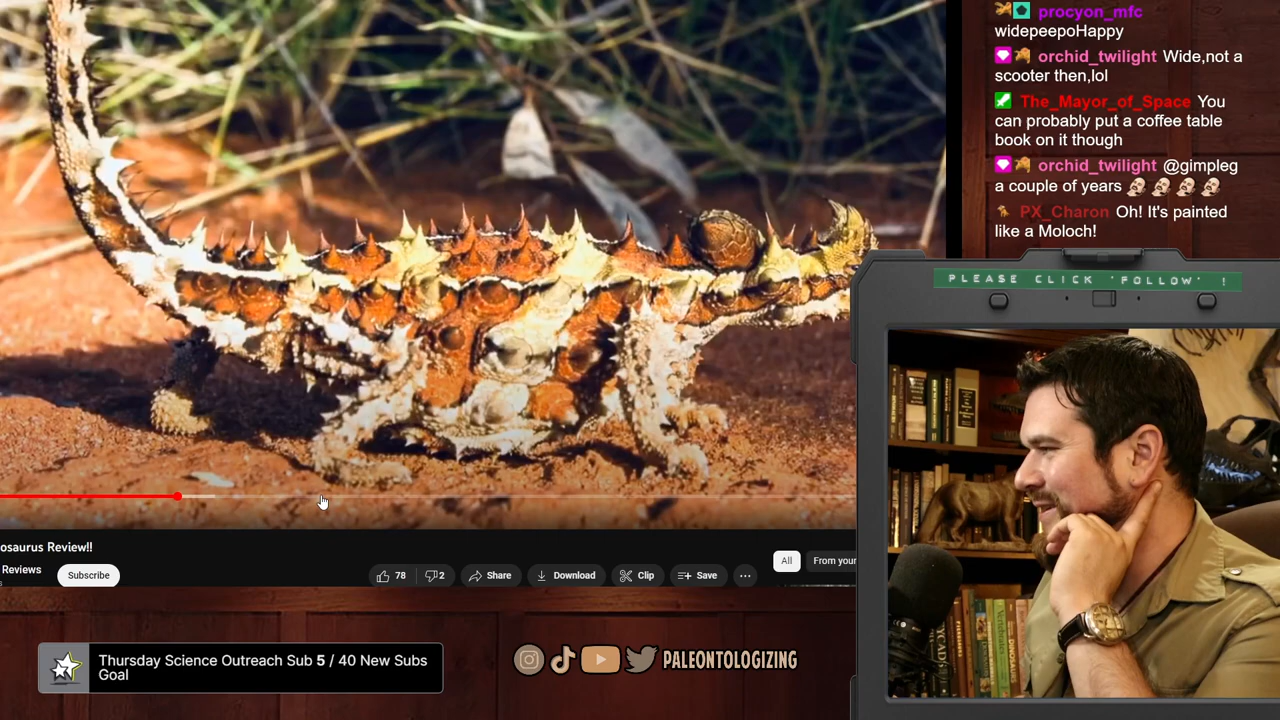 procyon_mfc
widepeepoHappy
orchid_twilight Wide,not a
scooter then,lol
The_Mayor_of_Space You
can probably put a coffee table
book on it though
orchid_twilight @gimpleg
a couple of years
PX_Charon Oh! It's painted
like a Moloch!
PLEASE CLICK 'FOLLOW' !
osaurus Review!!
Reviews
Subscribe
78
2
Share
Download
Clip
Save
All
From your
Thursday Science Outreach Sub 5 / 40 New Subs
Goal
PALEONTOLOGIZING
DINOSAURS